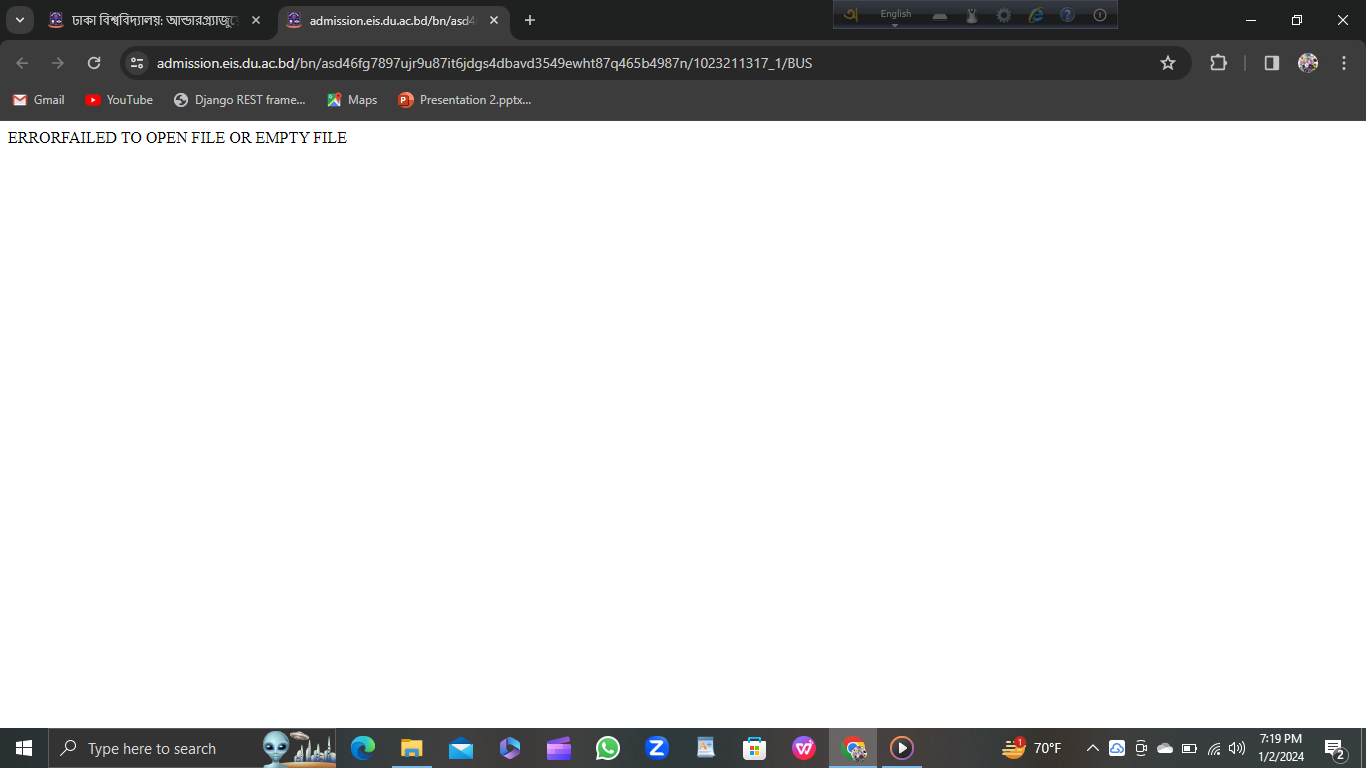 ঢাকা বিশ্ববিদ্যালয়: আন্ডারগ্র্যাজুয়ে
admission.eis.du.ac.bd/bn/asd4
English
admission.eis.du.ac.bd/bn/asd46fg7897ujr9u87it6jdgs4dbavd3549ewht87q465b4987n/1023211317_1/BUS
Gmail
YouTube
Django REST frame...
Maps
Presentation 2.pptx...
ERRORFAILED TO OPEN FILE OR EMPTY FILE
Type here to search
1
70°F
7:19 PM
1/2/2024
2